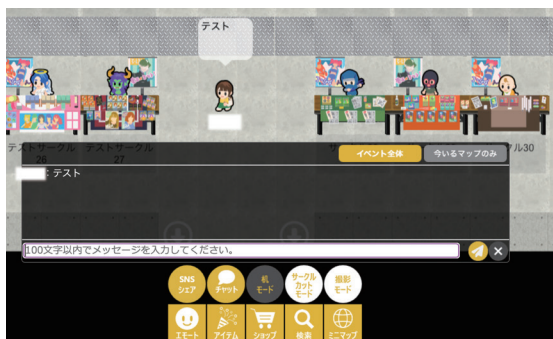 テスト
テストサークル
26
テストサークル
27
ル30
イベント全体
今いるマップのみ
: テスト
100文字以内でメッセージを入力してください。
SNS
シェア
チャット
机
モード
サークル
カット
モード
撮影
モード
エモート
アイテム
ショップ
検索
ミニマップ